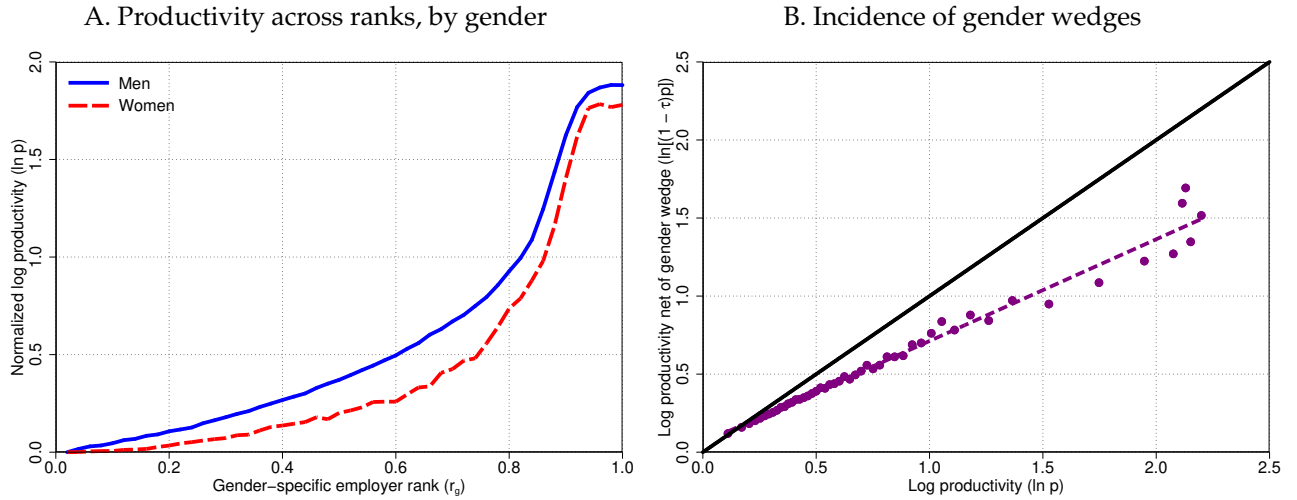 A. Productivity across ranks, by gender
Normalized log productivity (ln p)
2.0
1.5
1.0
0.5
0.0
Men
Women
0.0
0.2
0.4
0.6
0.8
1.0
Gender−specific employer rank (r_g)
B. Incidence of gender wedges
Log productivity net of gender wedge (ln[(1 − τ)p])
2.5
2.0
1.5
1.0
0.5
0.0
0.0
0.5
1.0
1.5
2.0
2.5
Log productivity (ln p)